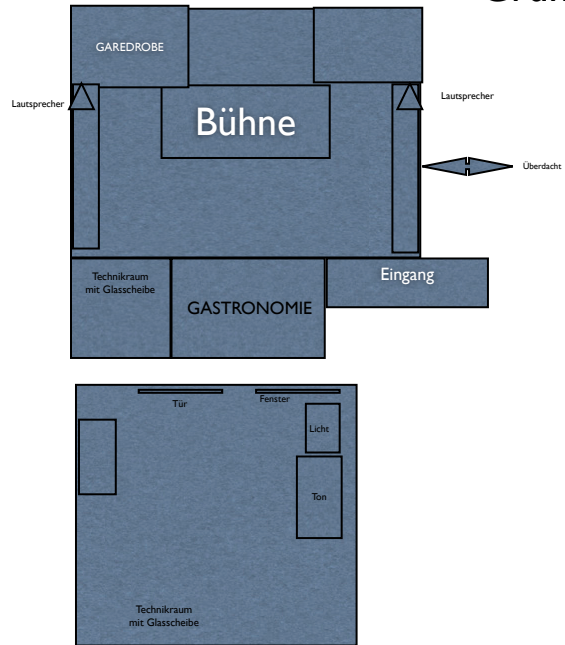 GAREDROBE
Lautsprecher
Lautsprecher
Bühne
Überdacht
Technikraum
mit Glasscheibe
GASTRONOMIE
Eingang
Tür
Fenster
Licht
Ton
Technikraum
mit Glasscheibe